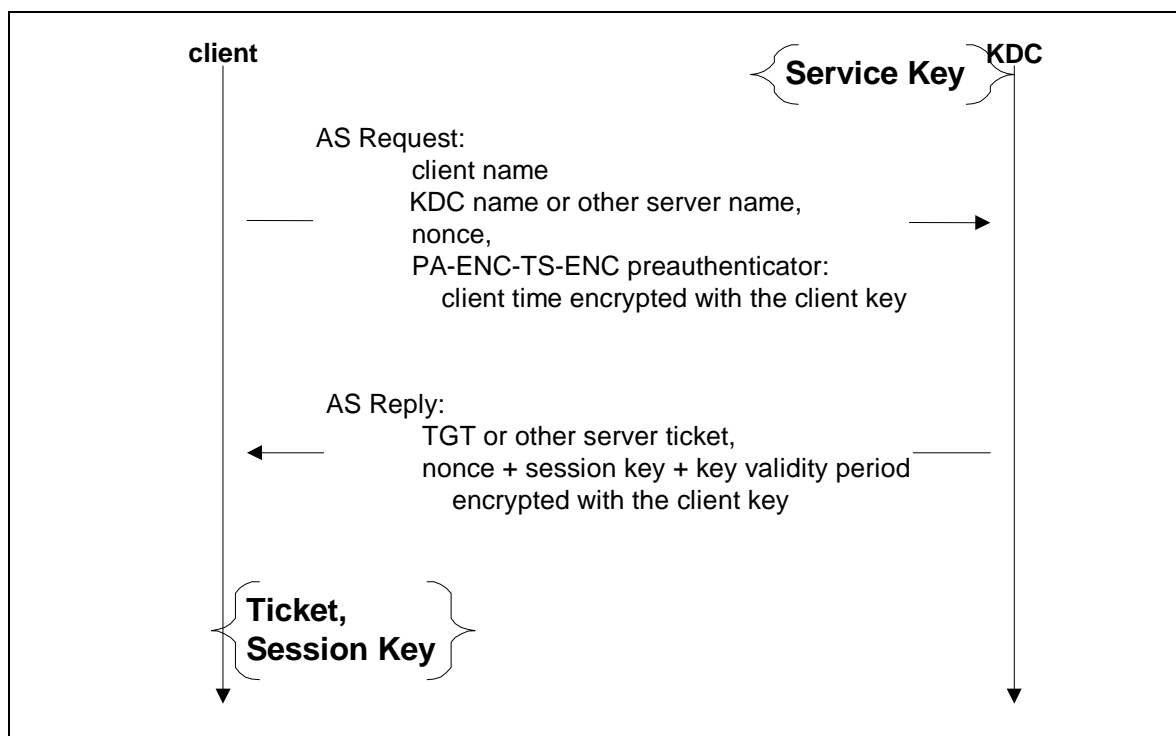 client
KDC
Service Key
AS Request:
client name
KDC name or other server name,
nonce,
PA-ENC-TS-ENC preauthenticator:
client time encrypted with the client key
AS Reply:
TGT or other server ticket,
nonce + session key + key validity period
encrypted with the client key
Ticket,
Session Key